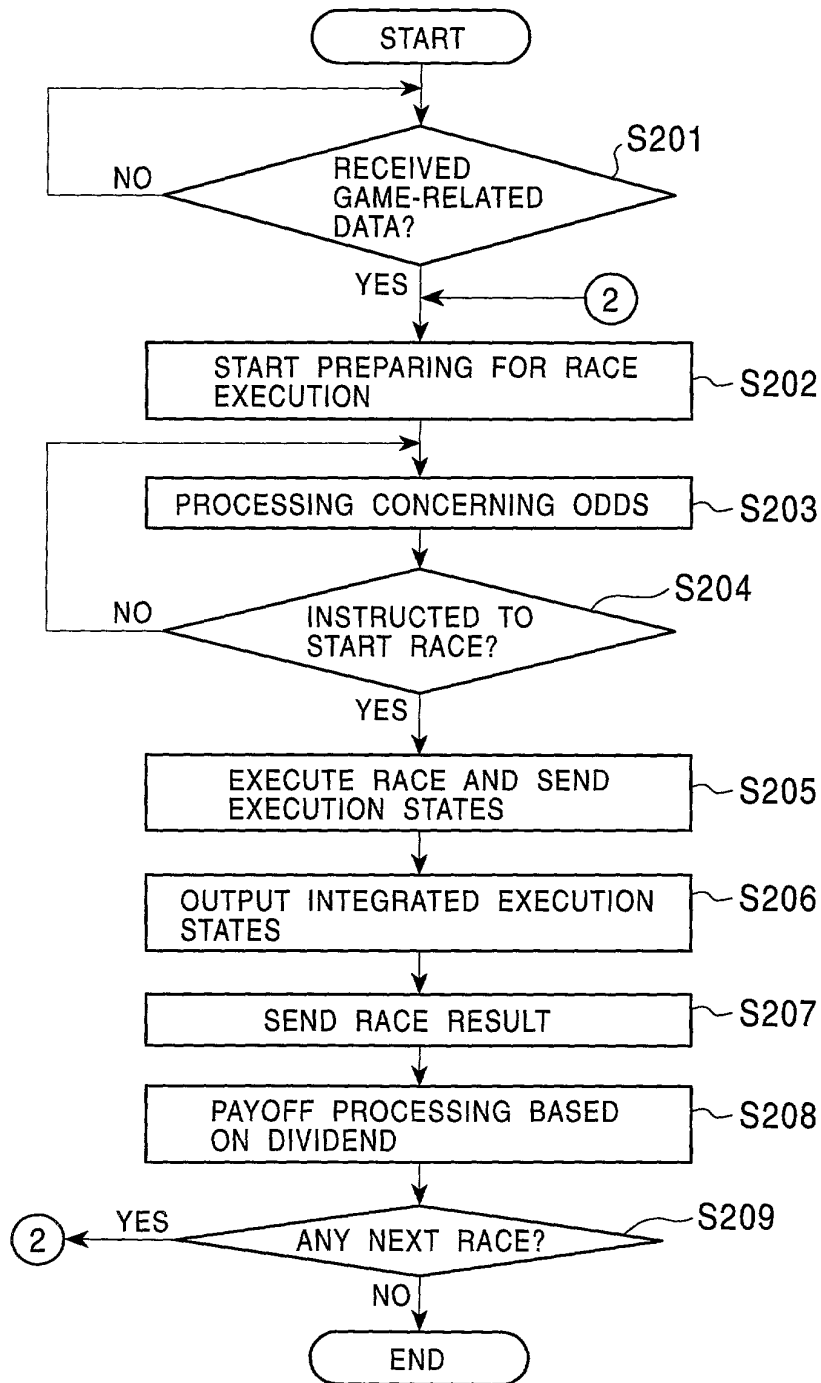 START
S201
RECEIVED
GAME-RELATED
DATA?
NO
YES
2
START PREPARING FOR RACE
EXECUTION
S202
PROCESSING CONCERNING ODDS
S203
S204
INSTRUCTED TO
START RACE?
NO
YES
EXECUTE RACE AND SEND
EXECUTION STATES
S205
OUTPUT INTEGRATED EXECUTION
STATES
S206
SEND RACE RESULT
S207
PAYOFF PROCESSING BASED
ON DIVIDEND
S208
S209
2
YES
ANY NEXT RACE?
NO
END